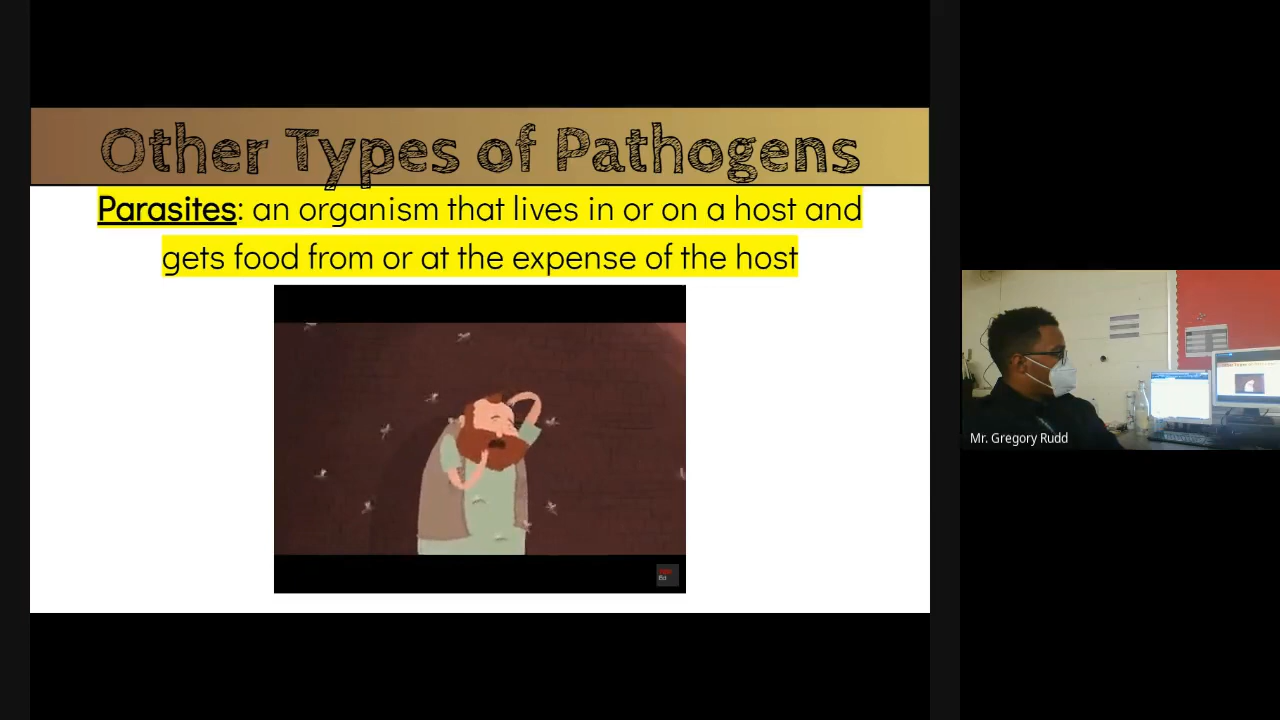 Other Types of Pathogens
Parasites: an organism that lives in or on a host and
gets food from or at the expense of the host
Mr. Gregory Rudd